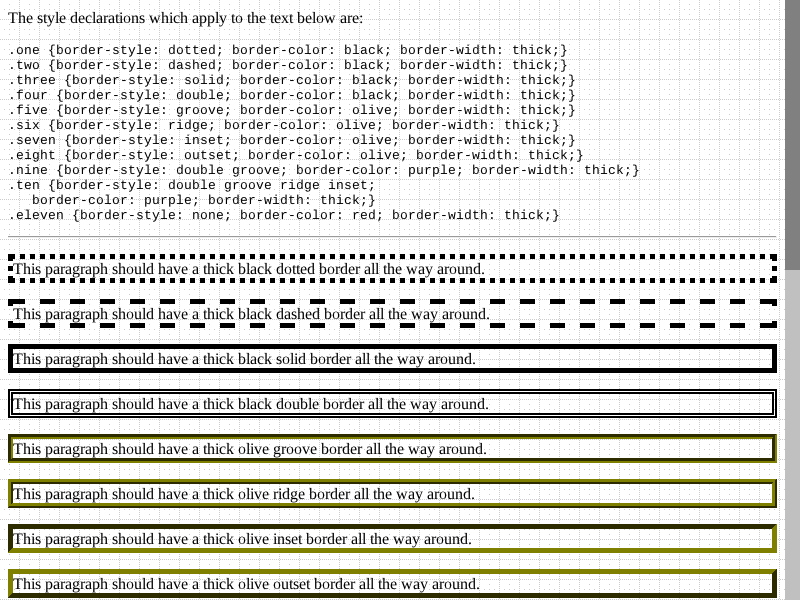 The style declarations which apply to the text below are:
.one {border-style: dotted; border-color: black; border-width: thick;}
.two {border-style: dashed; border-color: black; border-width: thick;}
.three {border-style: solid; border-color: black; border-width: thick;}
.four {border-style: double; border-color: black; border-width: thick;}
.five {border-style: groove; border-color: olive; border-width: thick;}
.six {border-style: ridge; border-color: olive; border-width: thick;}
.seven {border-style: inset; border-color: olive; border-width: thick;}
.eight {border-style: outset; border-color: olive; border-width: thick;}
.nine {border-style: double groove; border-color: purple; border-width: thick;}
.ten {border-style: double groove ridge inset;
   border-color: purple; border-width: thick;}
.eleven {border-style: none; border-color: red; border-width: thick;}
This paragraph should have a thick black dotted border all the way around.
This paragraph should have a thick black dashed border all the way around.
This paragraph should have a thick black solid border all the way around.
This paragraph should have a thick black double border all the way around.
This paragraph should have a thick olive groove border all the way around.
This paragraph should have a thick olive ridge border all the way around.
This paragraph should have a thick olive inset border all the way around.
This paragraph should have a thick olive outset border all the way around.